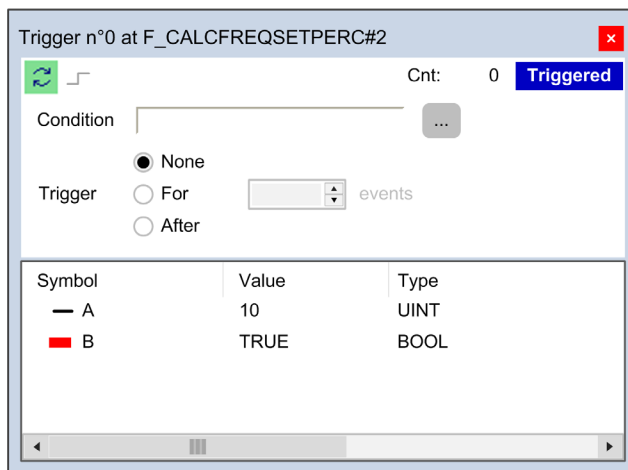 Trigger n°0 at F_CALCFREQSETPERC#2
Cnt: 0 Triggered
Condition ...
None
Trigger For events
After
Symbol Value Type
A 10 UINT
B TRUE BOOL